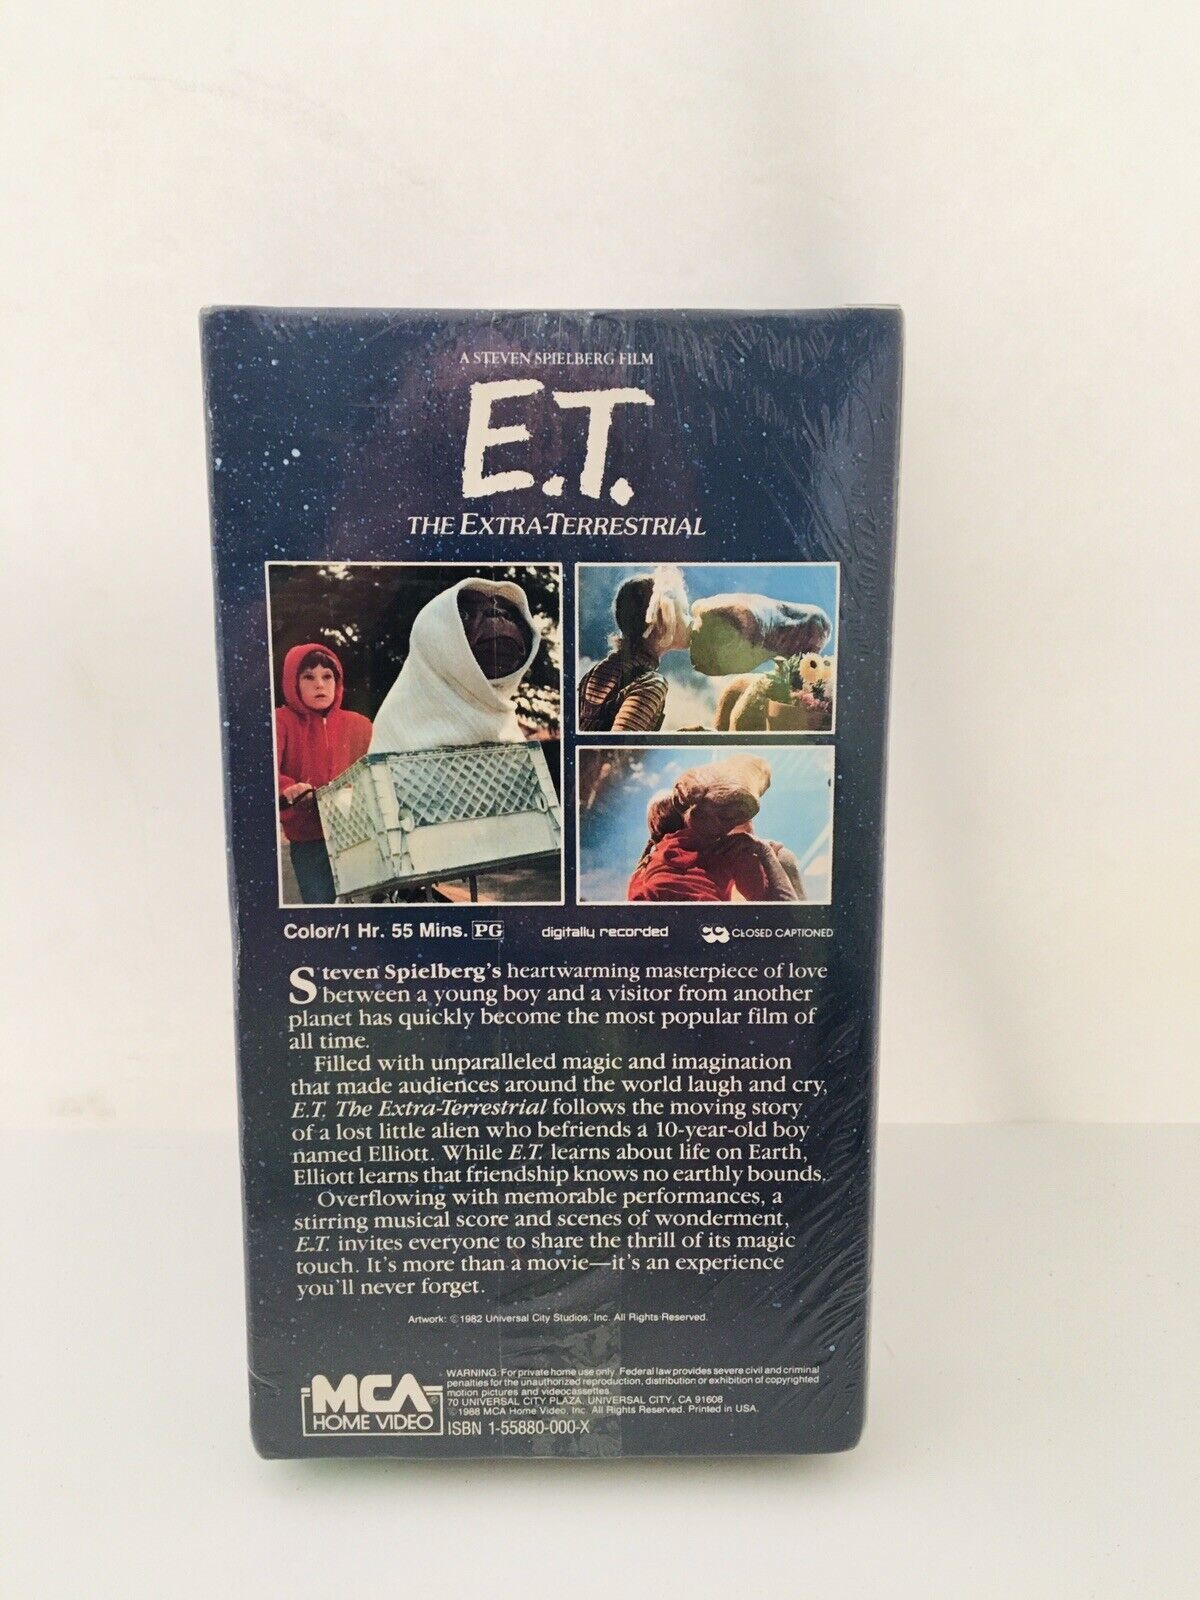 A STEVEN SPIELBERG FILM
E.T.
THE EXTRA-TERRESTRIAL
Color/1 Hr. 55 Mins. PG digitally recorded CC CLOSED CAPTIONED
Steven Spielberg's heartwarming masterpiece of love
between a young boy and a visitor from another
planet has quickly become the most popular film of
all time.
Filled with unparalleled magic and imagination
that made audiences around the world laugh and cry,
E.T. The Extra-Terrestrial follows the moving story
of a lost little alien who befriends a 10-year-old boy
named Elliott. While E.T. learns about life on Earth,
Elliott learns that friendship knows no earthly bounds.
Overflowing with memorable performances, a
stirring musical score and scenes of wonderment,
E.T. invites everyone to share the thrill of its magic
touch. It's more than a movie—it's an experience
you'll never forget.
Artwork: ©1982 Universal City Studios, Inc. All Rights Reserved.
MCA
HOME VIDEO
WARNING: For private home use only. Federal law provides severe civil and criminal
penalties for the unauthorized reproduction, distribution or exhibition of copyrighted
motion pictures and videocassettes.
70 UNIVERSAL CITY PLAZA, UNIVERSAL CITY, CA 91608
©1988 MCA Home Video, Inc. All Rights Reserved. Printed in USA.
ISBN 1-55880-000-X